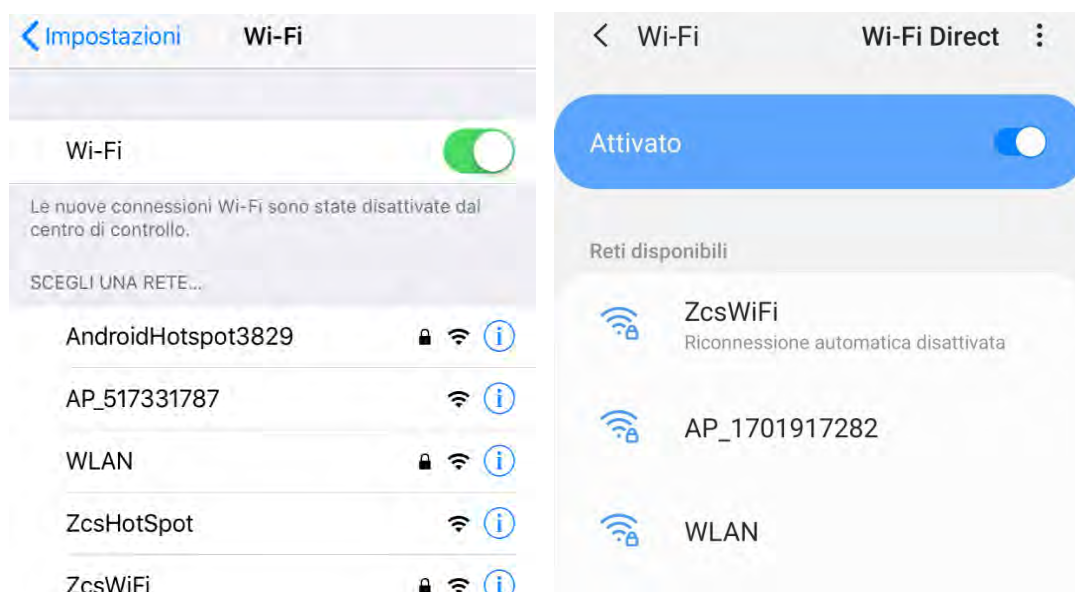 Impostazioni Wi-Fi
Wi-Fi
Le nuove connessioni Wi-Fi sono state disattivate dal
centro di controllo.
SCEGLI UNA RETE...
AndroidHotspot3829
AP_517331787
WLAN
ZcsHotSpot
ZcsWiFi
Wi-Fi Wi-Fi Direct
Attivato
Reti disponibili
ZcsWiFi
Riconnessione automatica disattivata
AP_1701917282
WLAN